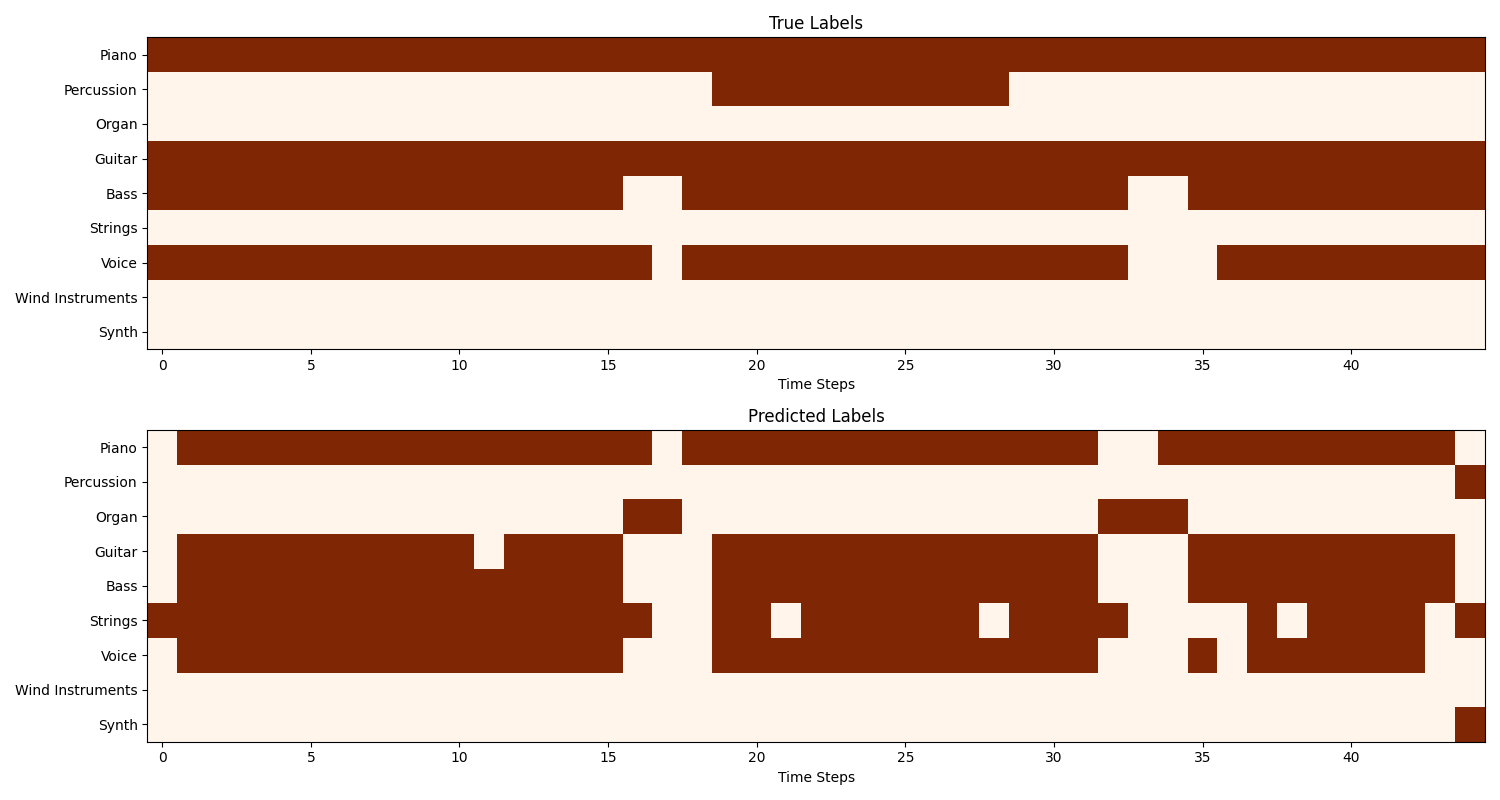 True Labels
Piano
Percussion
Organ
Guitar
Bass
Strings
Voice
Wind Instruments
Synth
0 5 10 15 20 25 30 35 40
Time Steps
Predicted Labels
Piano
Percussion
Organ
Guitar
Bass
Strings
Voice
Wind Instruments
Synth
0 5 10 15 20 25 30 35 40
Time Steps